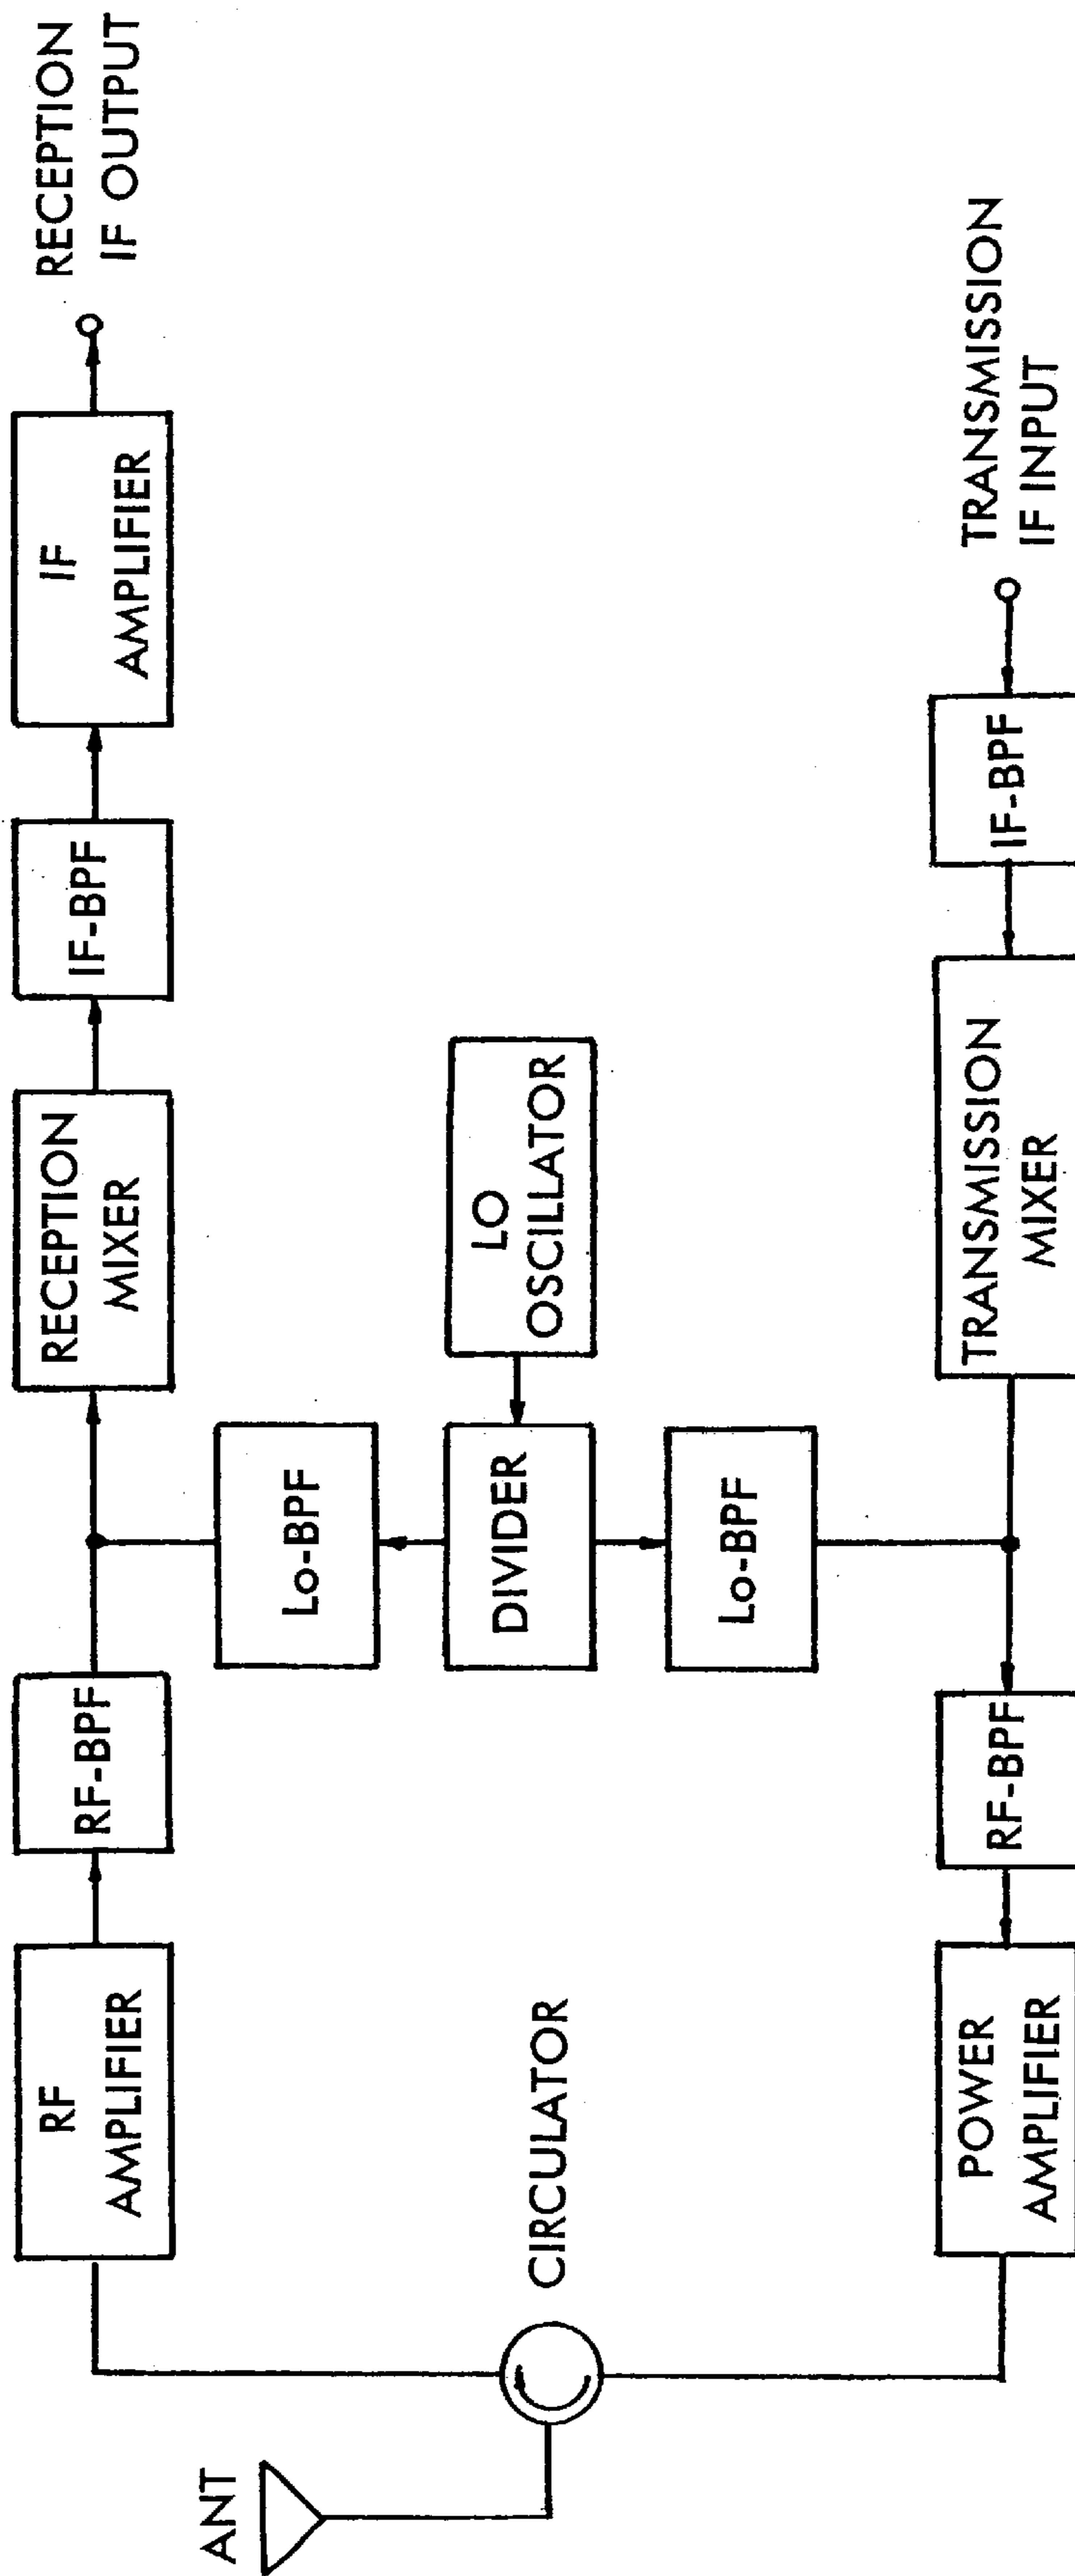 ANT
CIRCULATOR
RF
AMPLIFIER
RF-BPF
RECEPTION
MIXER
IF-BPF
IF
AMPLIFIER
RECEPTION
IF OUTPUT
Lo-BPF
DIVIDER
LO
OSCILLATOR
Lo-BPF
POWER
AMPLIFIER
RF-BPF
TRANSMISSION
MIXER
IF-BPF
TRANSMISSION
IF INPUT